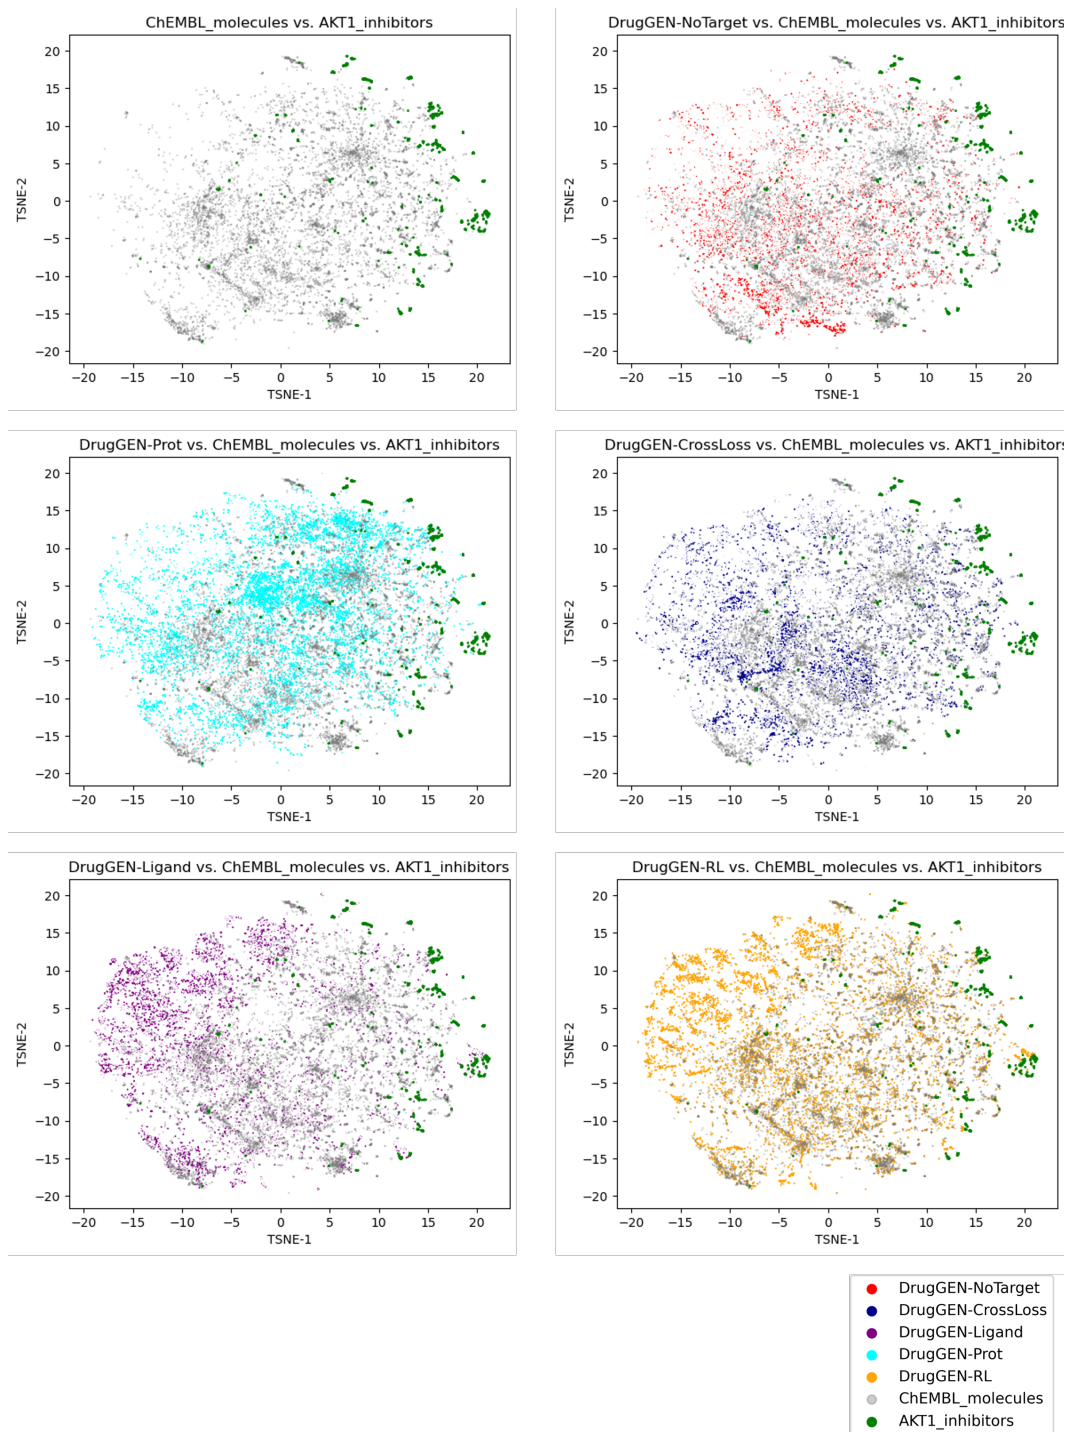 ChEMBL_molecules vs. AKT1_inhibitors
20
15
10
5
0
−5
−10
−15
−20
TSNE-2
−20 −15 −10 −5 0 5 10 15 20
TSNE-1
DrugGEN-NoTarget vs. ChEMBL_molecules vs. AKT1_inhibitors
20
15
10
5
0
−5
−10
−15
−20
TSNE-2
−20 −15 −10 −5 0 5 10 15 20
TSNE-1
DrugGEN-Prot vs. ChEMBL_molecules vs. AKT1_inhibitors
20
15
10
5
0
−5
−10
−15
−20
TSNE-2
−20 −15 −10 −5 0 5 10 15 20
TSNE-1
DrugGEN-CrossLoss vs. ChEMBL_molecules vs. AKT1_inhibitors
20
15
10
5
0
−5
−10
−15
−20
TSNE-2
−20 −15 −10 −5 0 5 10 15 20
TSNE-1
DrugGEN-Ligand vs. ChEMBL_molecules vs. AKT1_inhibitors
20
15
10
5
0
−5
−10
−15
−20
TSNE-2
−20 −15 −10 −5 0 5 10 15 20
TSNE-1
DrugGEN-RL vs. ChEMBL_molecules vs. AKT1_inhibitors
20
15
10
5
0
−5
−10
−15
−20
TSNE-2
−20 −15 −10 −5 0 5 10 15 20
TSNE-1
DrugGEN-NoTarget
DrugGEN-CrossLoss
DrugGEN-Ligand
DrugGEN-Prot
DrugGEN-RL
ChEMBL_molecules
AKT1_inhibitors